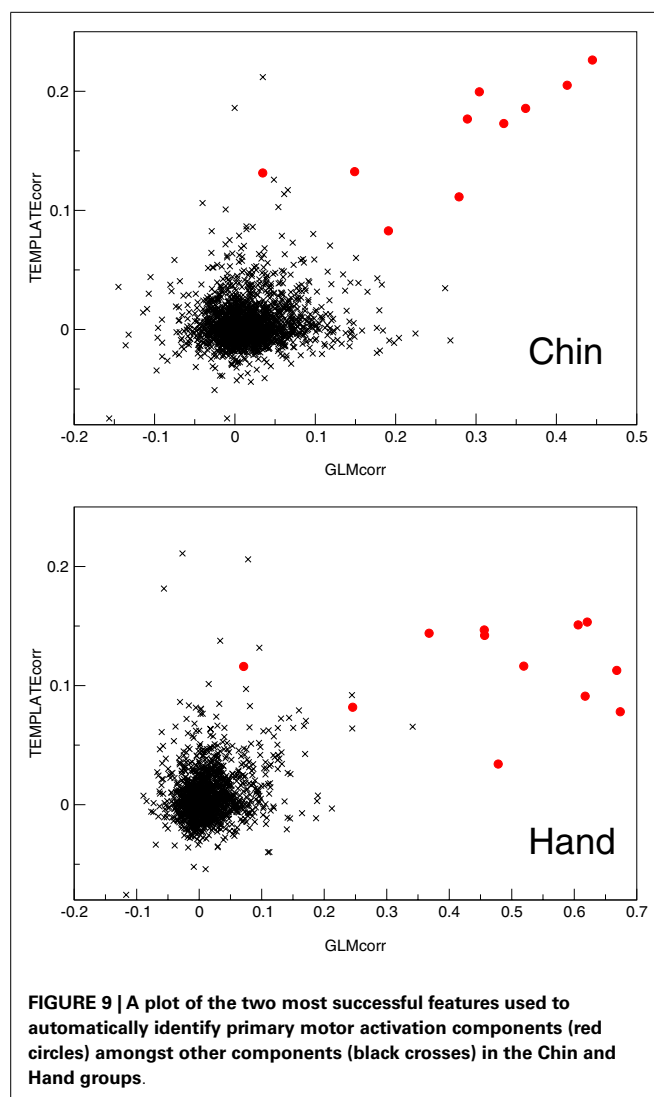 0.2
0.1
0
TEMPLATEcorr
-0.2 -0.1 0 0.1 0.2 0.3 0.4 0.5
GLMcorr
Chin
0.2
0.1
0
TEMPLATEcorr
-0.2 -0.1 0 0.1 0.2 0.3 0.4 0.5 0.6 0.7
GLMcorr
Hand
FIGURE 9 | A plot of the two most successful features used to
automatically identify primary motor activation components (red
circles) amongst other components (black crosses) in the Chin and
Hand groups.